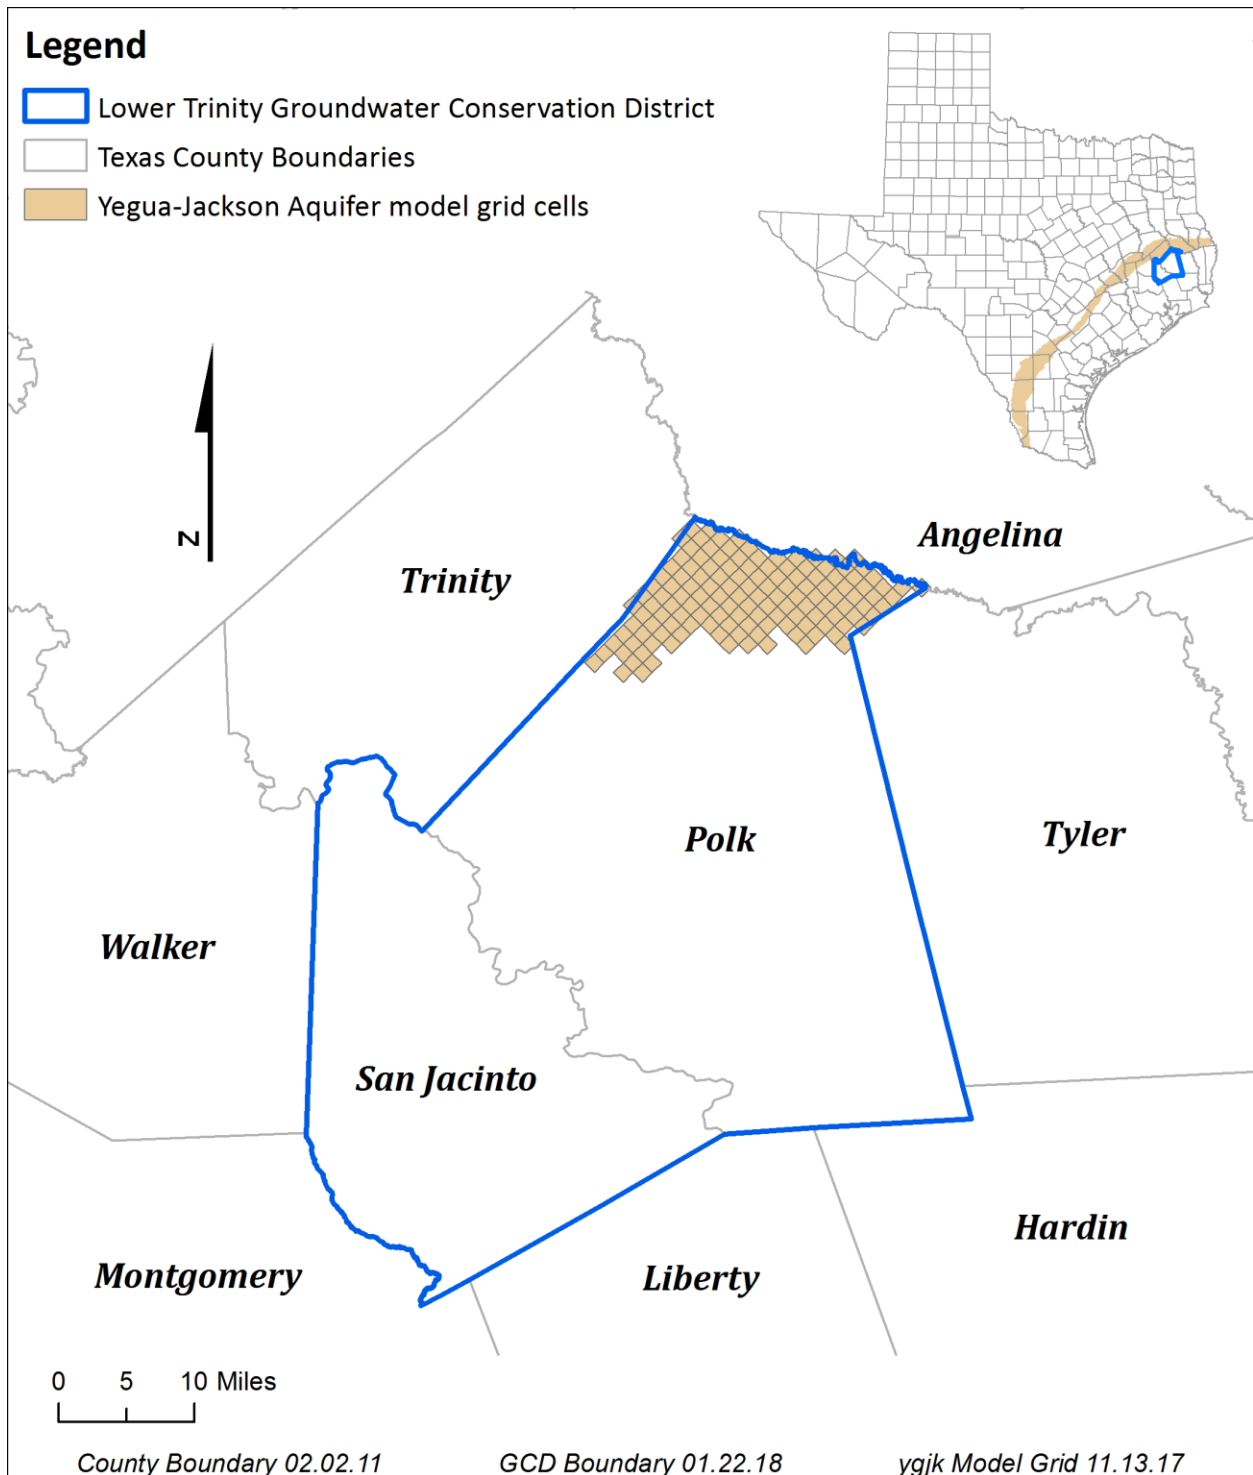 Legend
Lower Trinity Groundwater Conservation District
Texas County Boundaries
Yegua-Jackson Aquifer model grid cells
N
Angelina
Trinity
Polk
Tyler
Walker
San Jacinto
Hardin
Montgomery
Liberty
0 5 10 Miles
County Boundary 02.02.11 GCD Boundary 01.22.18 ygjk Model Grid 11.13.17